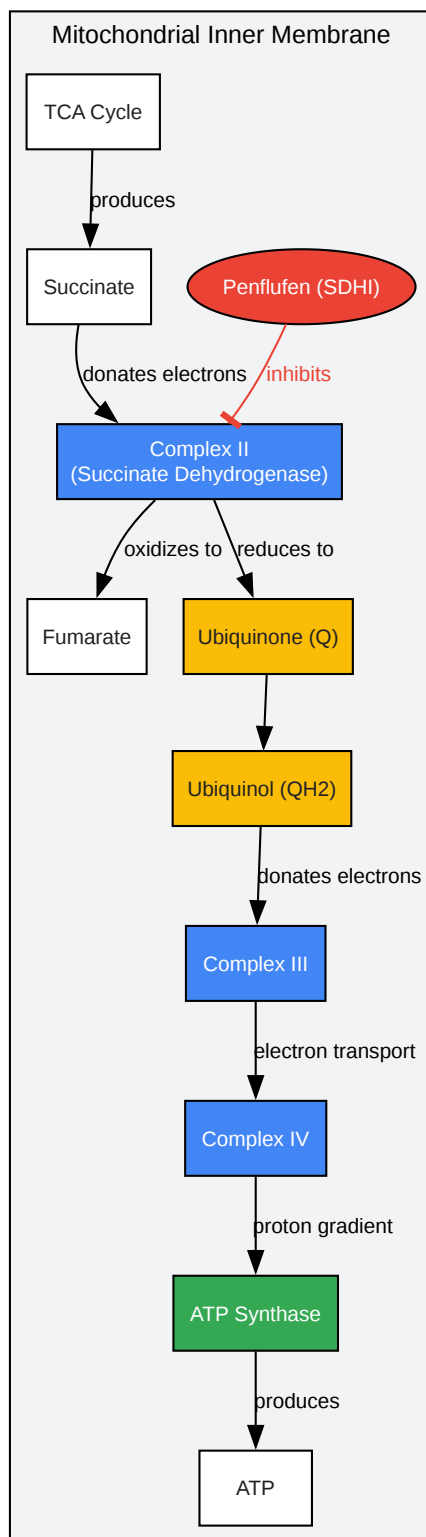 Mitochondrial Inner Membrane
TCA Cycle
produces
Succinate
Penflufen (SDHI)
donates electrons
inhibits
Complex II
(Succinate Dehydrogenase)
oxidizes to
reduces to
Fumarate
Ubiquinone (Q)
Ubiquinol (QH2)
donates electrons
Complex III
electron transport
Complex IV
proton gradient
ATP Synthase
produces
ATP